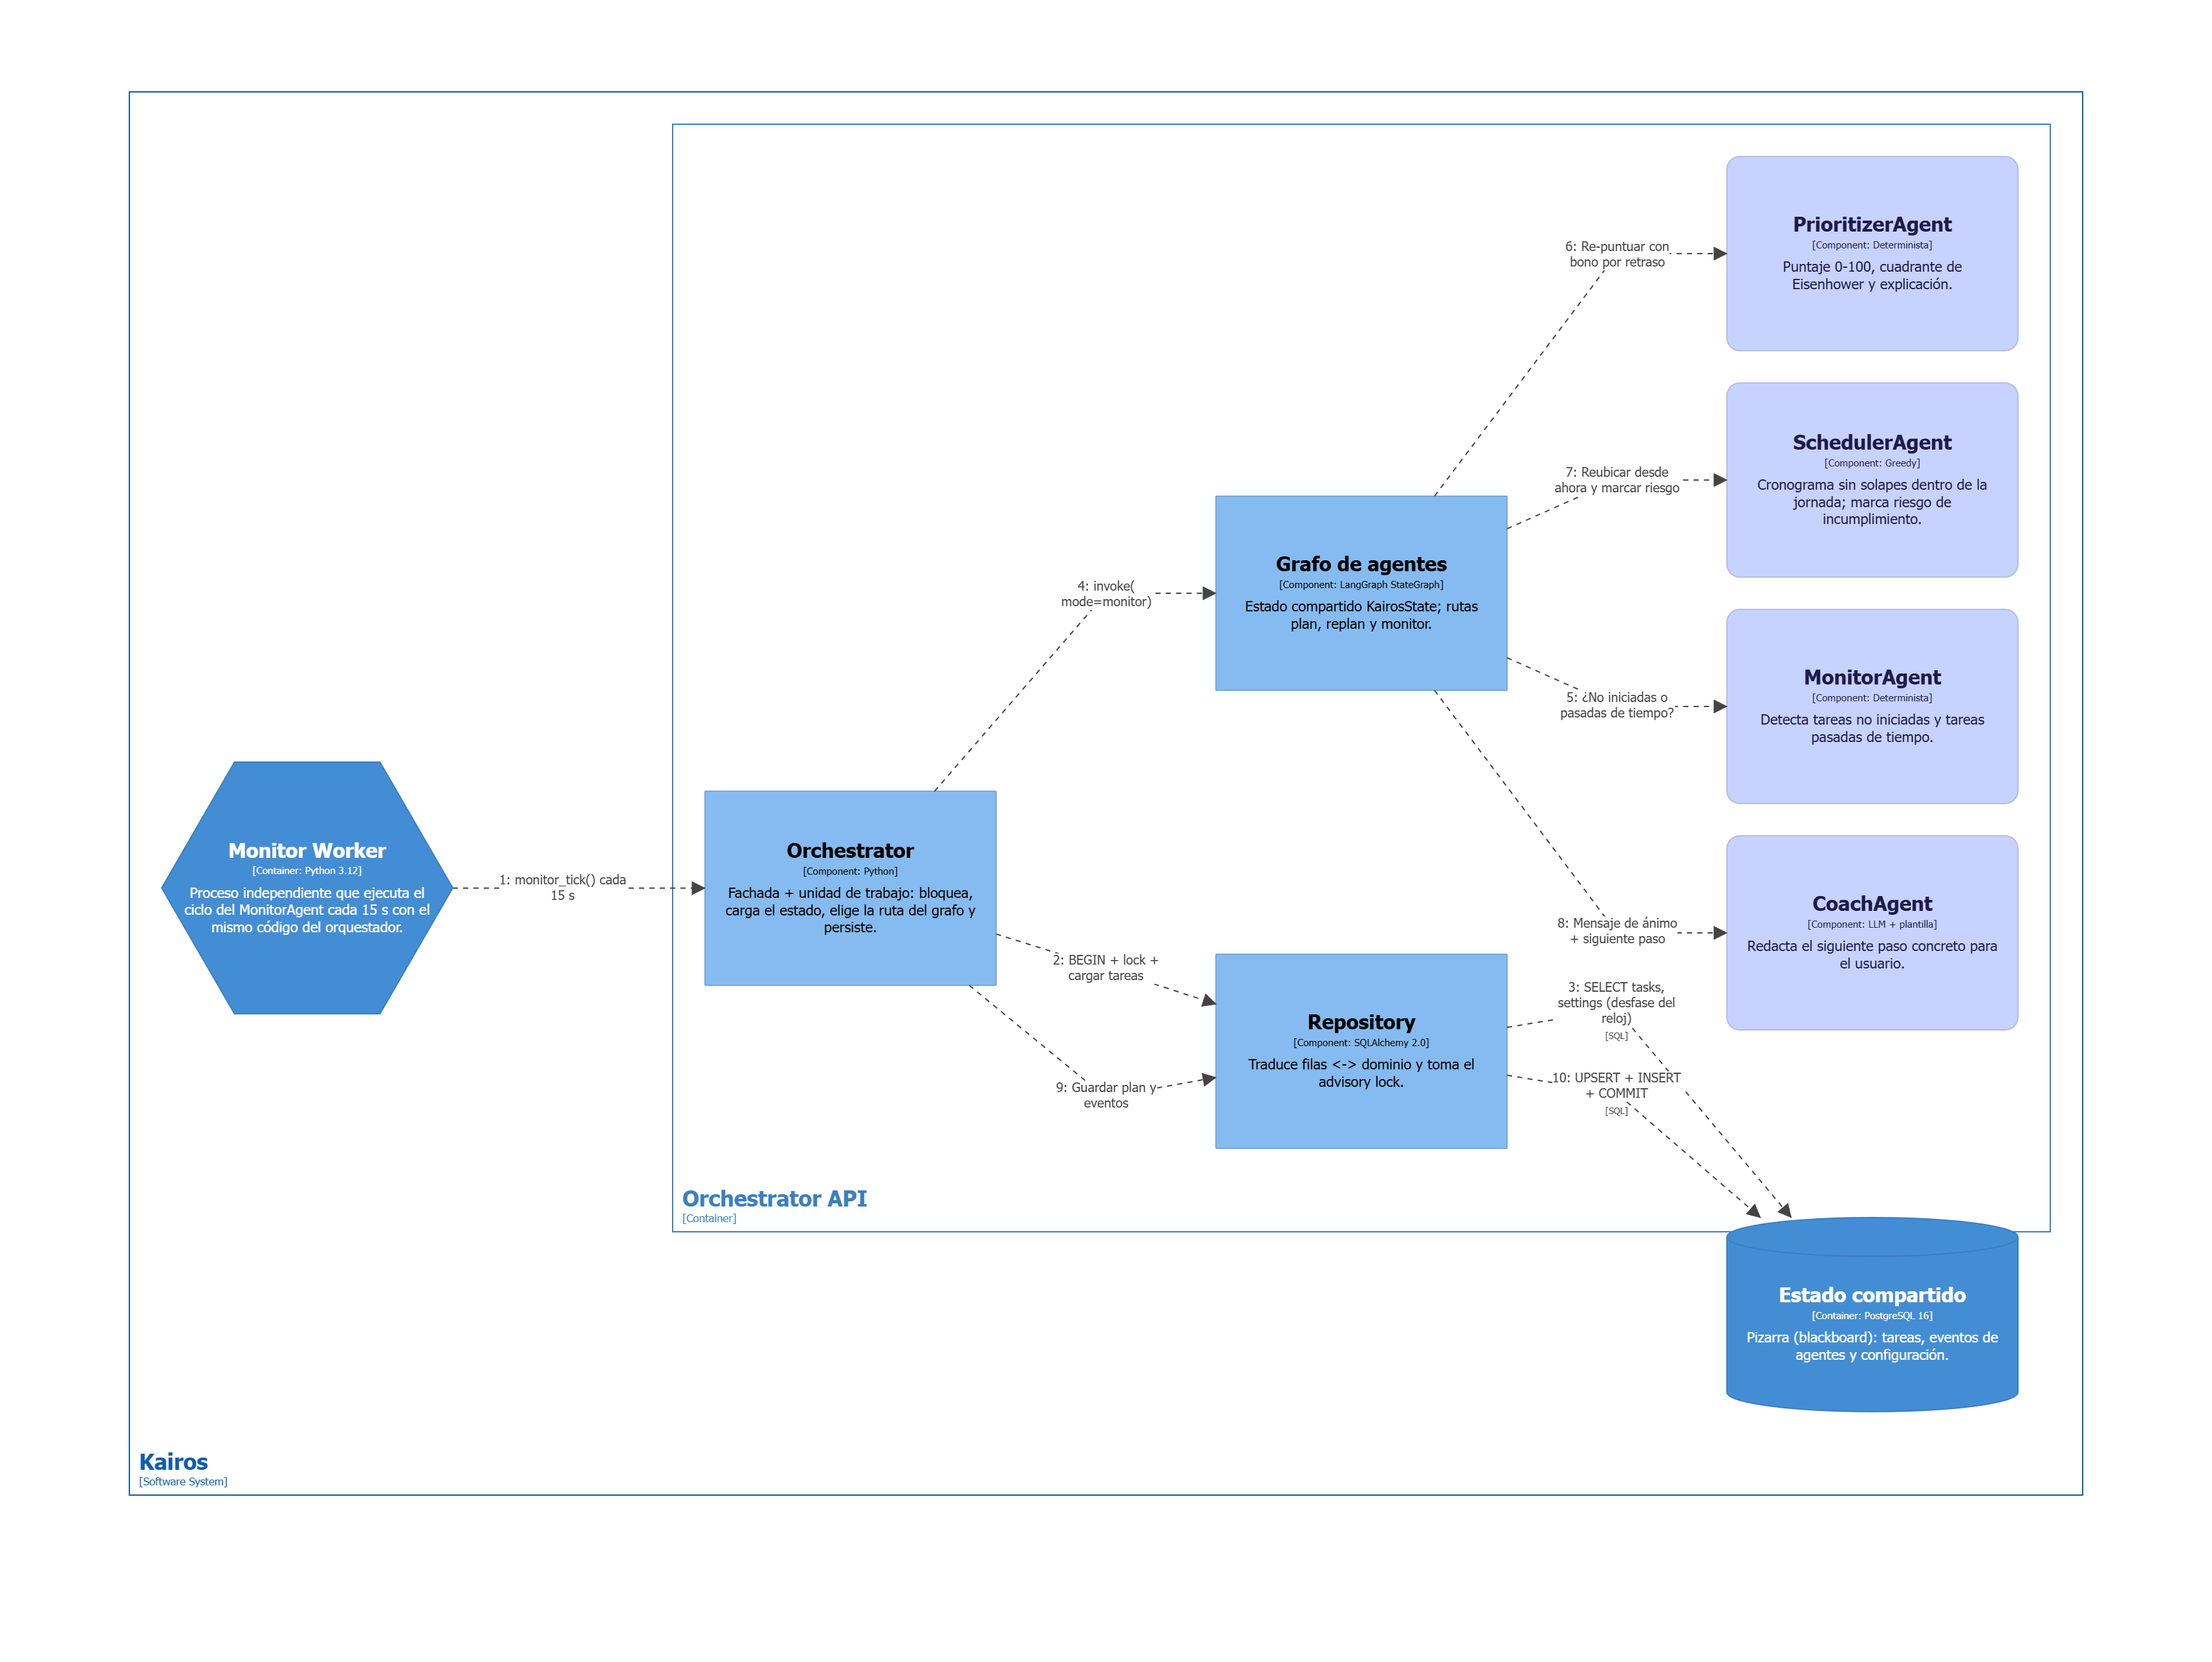 PrioritizerAgent
[Component: Determinista]
Puntaje 0-100, cuadrante de
Eisenhower y explicación.
6: Re-puntuar con
bono por retraso
SchedulerAgent
[Component: Greedy]
Cronograma sin solapes dentro de la
jornada; marca riesgo de
incumplimiento.
7: Reubicar desde
ahora y marcar riesgo
Grafo de agentes
[Component: LangGraph StateGraph]
Estado compartido KairosState; rutas
plan, replan y monitor.
4: invoke(
mode=monitor)
MonitorAgent
[Component: Determinista]
Detecta tareas no iniciadas y tareas
pasadas de tiempo.
5: ¿No iniciadas o
pasadas de tiempo?
Monitor Worker
[Container: Python 3.12]
Proceso independiente que ejecuta el
ciclo del MonitorAgent cada 15 s con el
mismo código del orquestador.
1: monitor_tick() cada
15 s
Orchestrator
[Component: Python]
Fachada + unidad de trabajo: bloquea,
carga el estado, elige la ruta del grafo y
persiste.
CoachAgent
[Component: LLM + plantilla]
Redacta el siguiente paso concreto para
el usuario.
8: Mensaje de ánimo
+ siguiente paso
2: BEGIN + lock +
cargar tareas
Repository
[Component: SQLAlchemy 2.0]
Traduce filas <-> dominio y toma el
advisory lock.
3: SELECT tasks,
settings (desfase del
reloj)
[SQL]
9: Guardar plan y
eventos
10: UPSERT + INSERT
+ COMMIT
[SQL]
Orchestrator API
[Container]
Estado compartido
[Container: PostgreSQL 16]
Pizarra (blackboard): tareas, eventos de
agentes y configuración.
Kairos
[Software System]